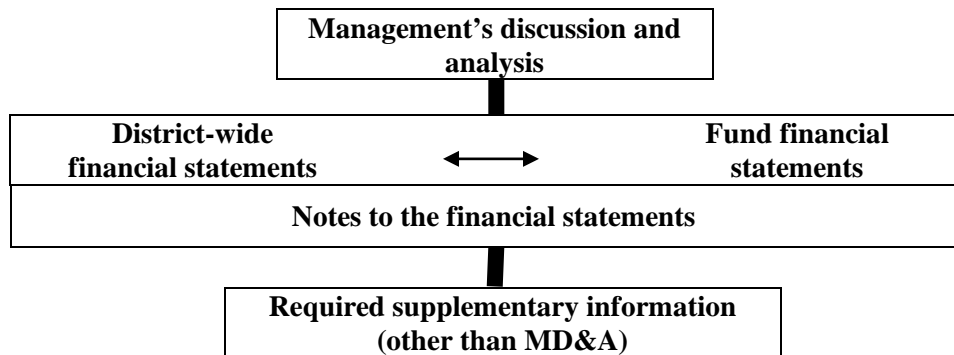 Management’s discussion and
analysis
District-wide
financial statements
Fund financial
statements
Notes to the financial statements
Required supplementary information
(other than MD&A)